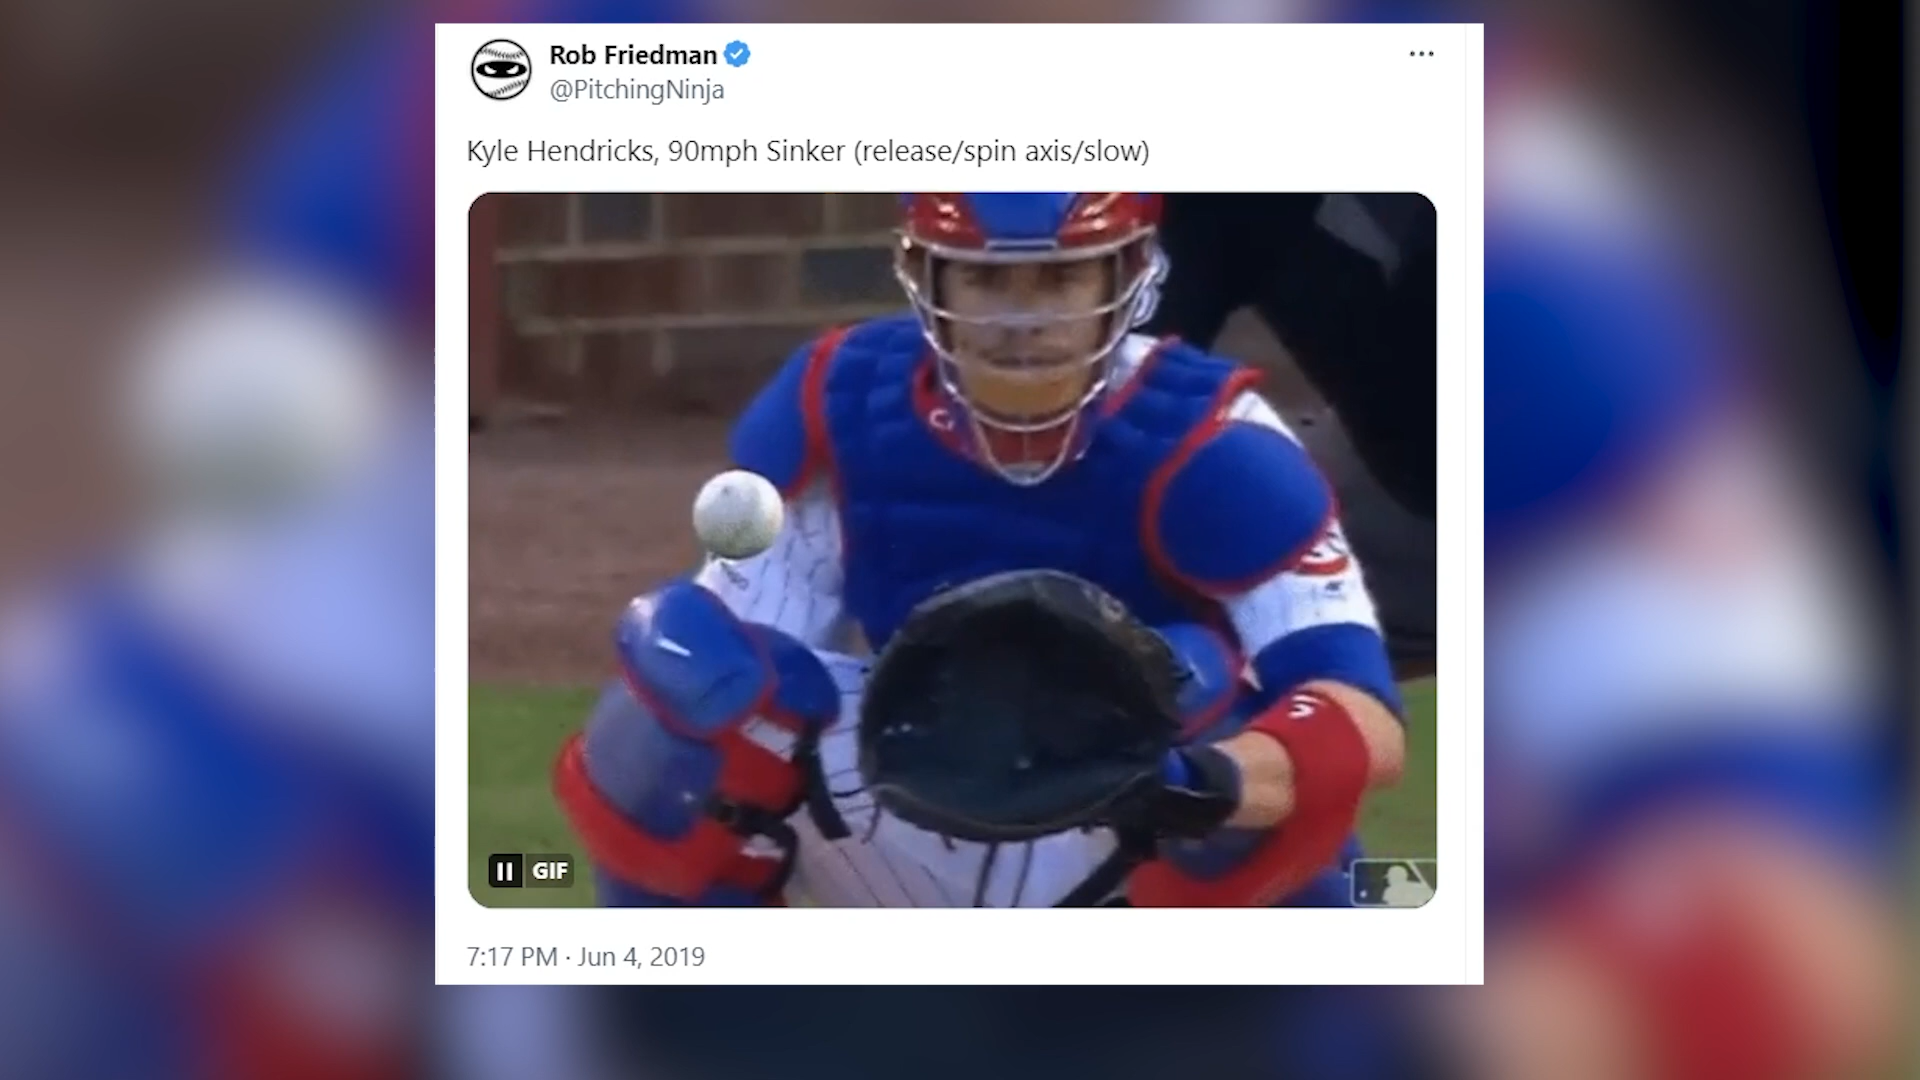 Rob Friedman
@PitchingNinja
Kyle Hendricks, 90mph Sinker (release/spin axis/slow)
GIF
7:17 PM · Jun 4, 2019